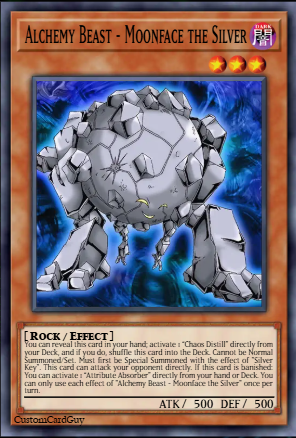 Alchemy Beast - Moonface the Silver
DARK
闇
[Rock / Effect]
You can reveal this card in your hand; activate 1 "Chaos Distill" directly from
your Deck, and if you do, shuffle this card into the Deck. Cannot be Normal
Summoned/Set. Must first be Special Summoned with the effect of "Silver
Key". This card can attack your opponent directly. If this card is banished:
You can activate 1 "Attribute Absorber" directly from your hand or Deck. You
can only use each effect of "Alchemy Beast - Moonface the Silver" once per
turn.
ATK / 500 DEF / 500
CustomCardGuy